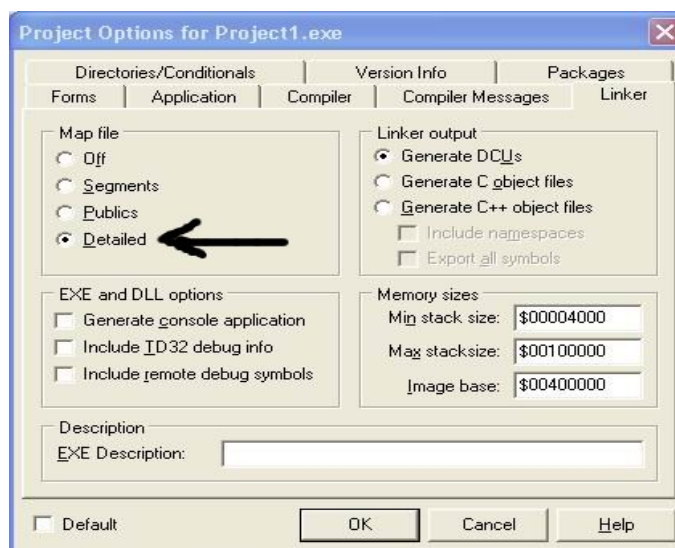 Project Options for Project1.exe
Directories/Conditionals Version Info Packages
Forms Application Compiler Compiler Messages Linker
Map file
Off
Segments
Publics
Detailed
Linker output
Generate DCUs
Generate C object files
Generate C++ object files
Include namespaces
Export all symbols
EXE and DLL options
Generate console application
Include TD32 debug info
Include remote debug symbols
Memory sizes
Min stack size: $00004000
Max stacksize: $00100000
Image base: $00400000
Description
EXE Description:
Default OK Cancel Help